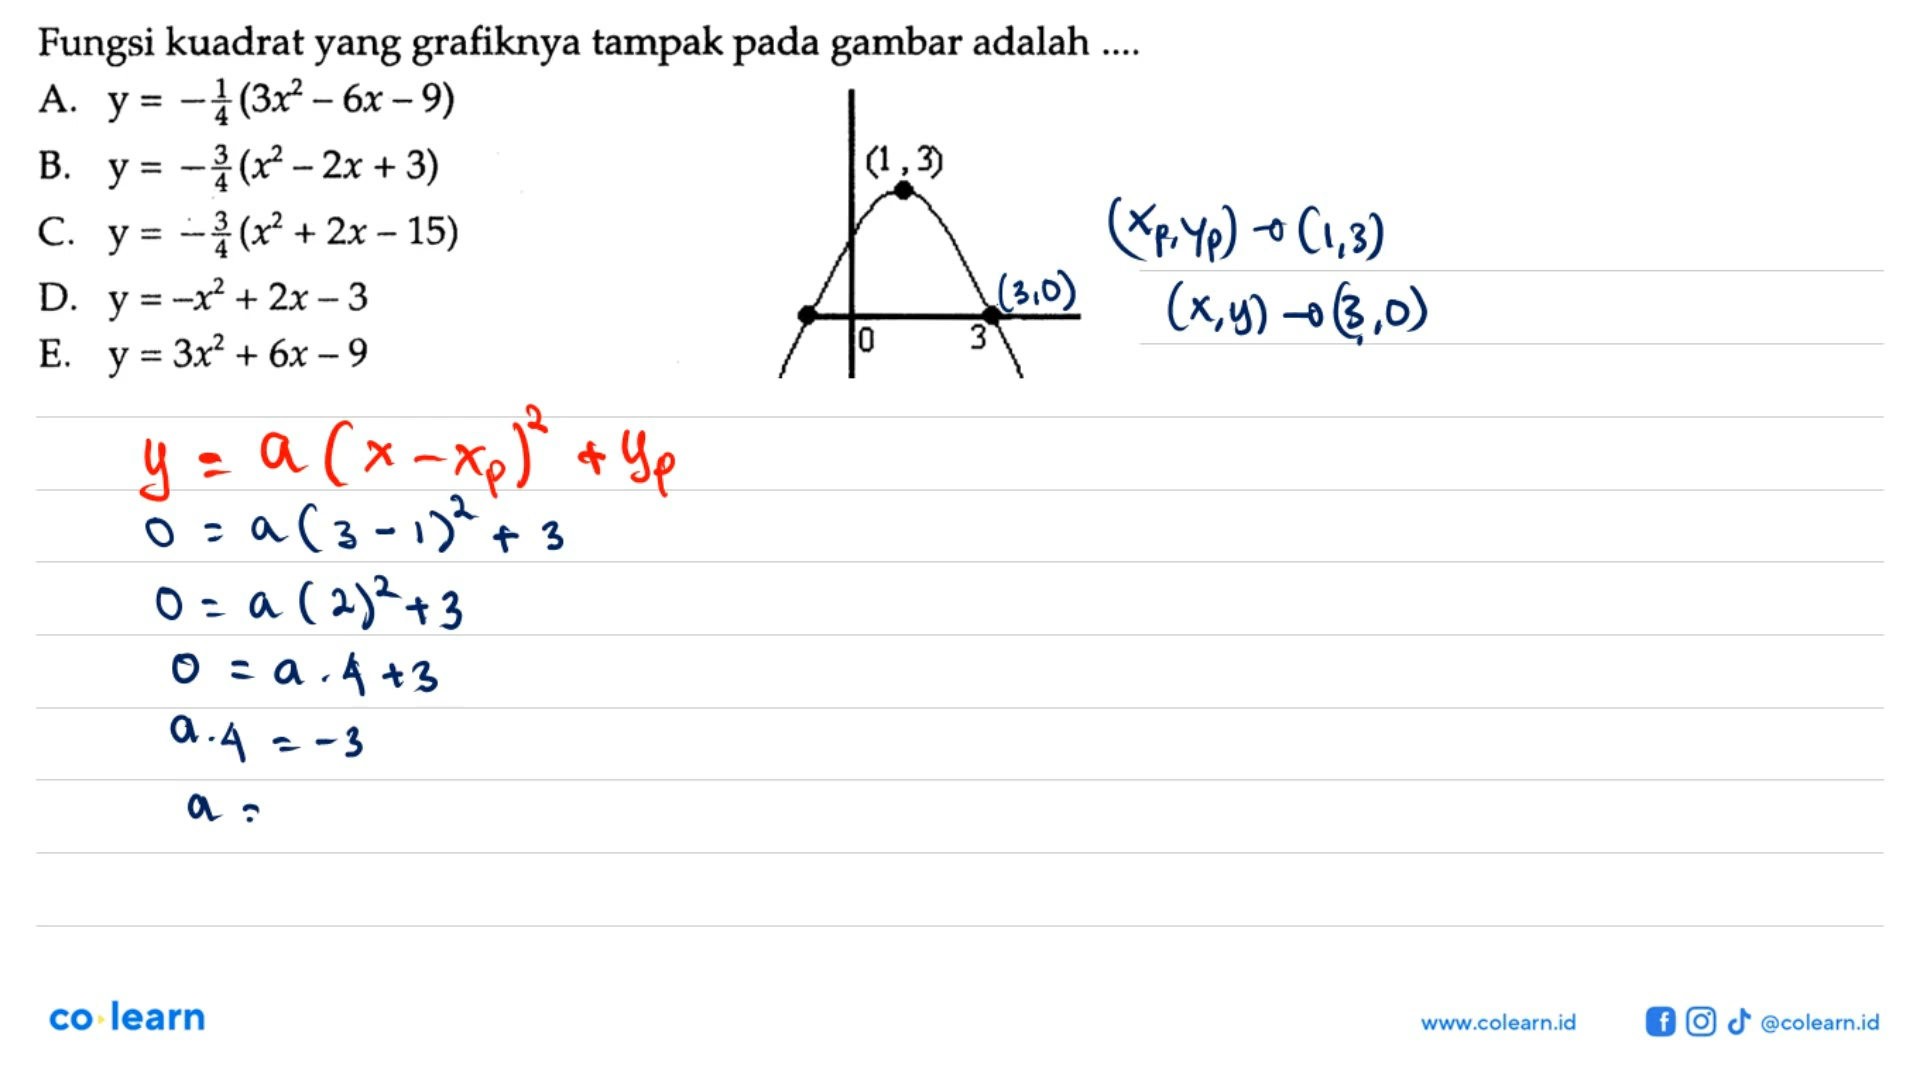 Fungsi kuadrat yang grafiknya tampak pada gambar adalah ....
A. y = -1/4 (3x² - 6x - 9)
B. y = -3/4 (x² - 2x + 3)
C. y = -3/4 (x² + 2x - 15)
D. y = -x² + 2x - 3
E. y = 3x² + 6x - 9
(1, 3)
(3,0)
0
3
(xp, yp) → (1,3)
(x,y) → (3,0)
y = a (x - xp)² + yp
0 = a (3 - 1)² + 3
0 = a (2)² + 3
0 = a . 4 + 3
a . 4 = -3
a =
co learn
www.colearn.id
@colearn.id